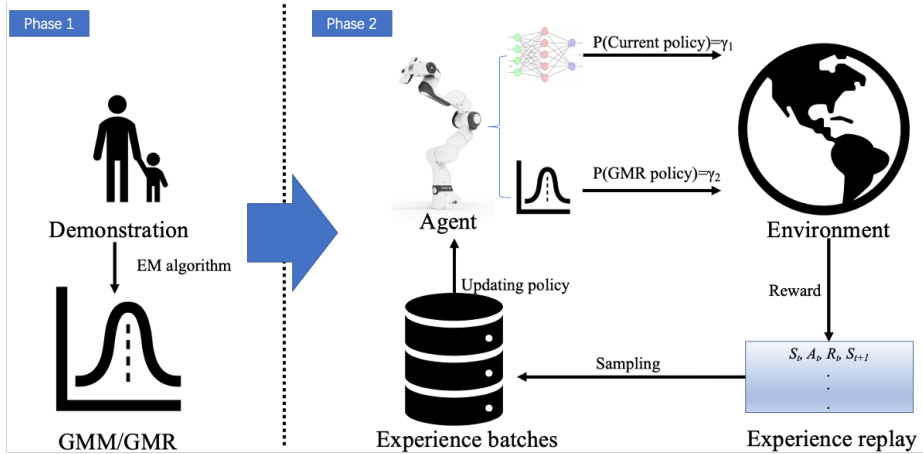 Phase 1
Demonstration
EM algorithm
GMM/GMR
Phase 2
P(Current policy)=γ₁
P(GMR policy)=γ₂
Agent
Environment
Updating policy
Reward
Sₜ, Aₜ, Rₜ, Sₜ₊₁
.
.
.
Sampling
Experience batches
Experience replay